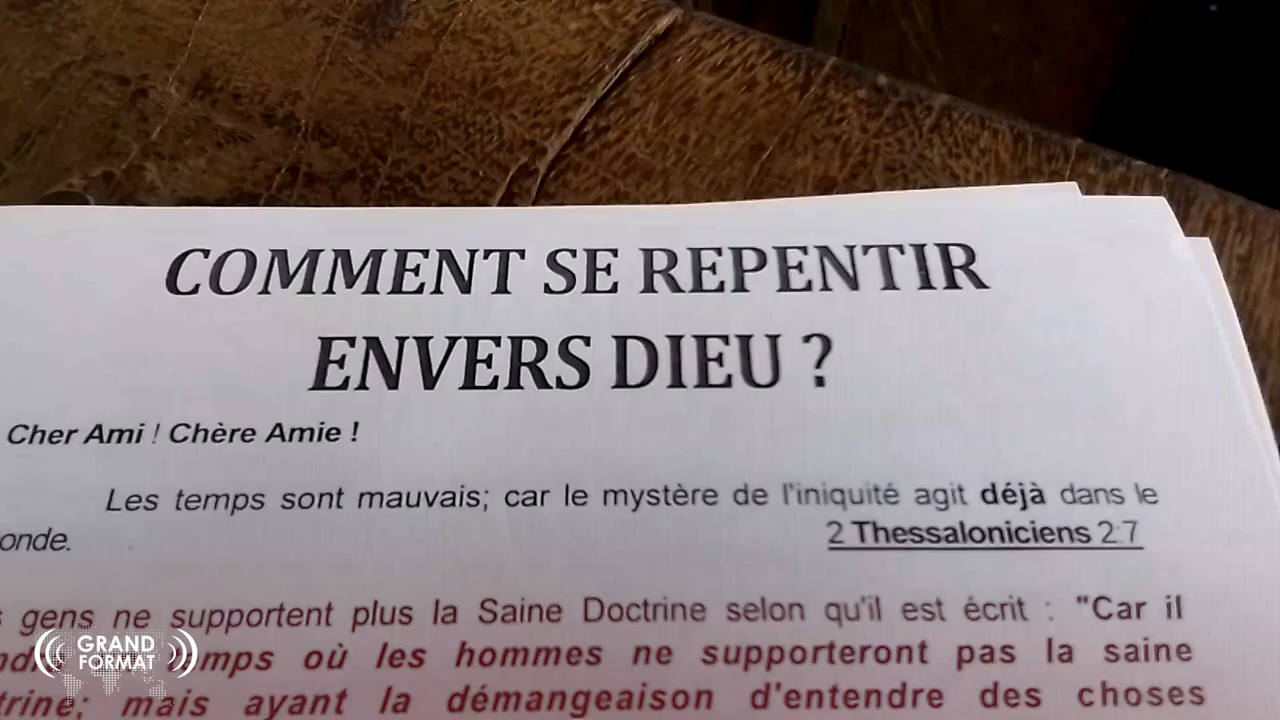 COMMENT SE REPENTIR
ENVERS DIEU ?
Cher Ami ! Chère Amie !
Les temps sont mauvais; car le mystère de l'iniquité agit déjà dans le
onde. 2 Thessaloniciens 2:7
gens ne supportent plus la Saine Doctrine selon qu'il est écrit : "Car il
où les hommes ne supporteront pas la saine
mais ayant la démangeaison d'entendre des choses
GRAND
FORMAT